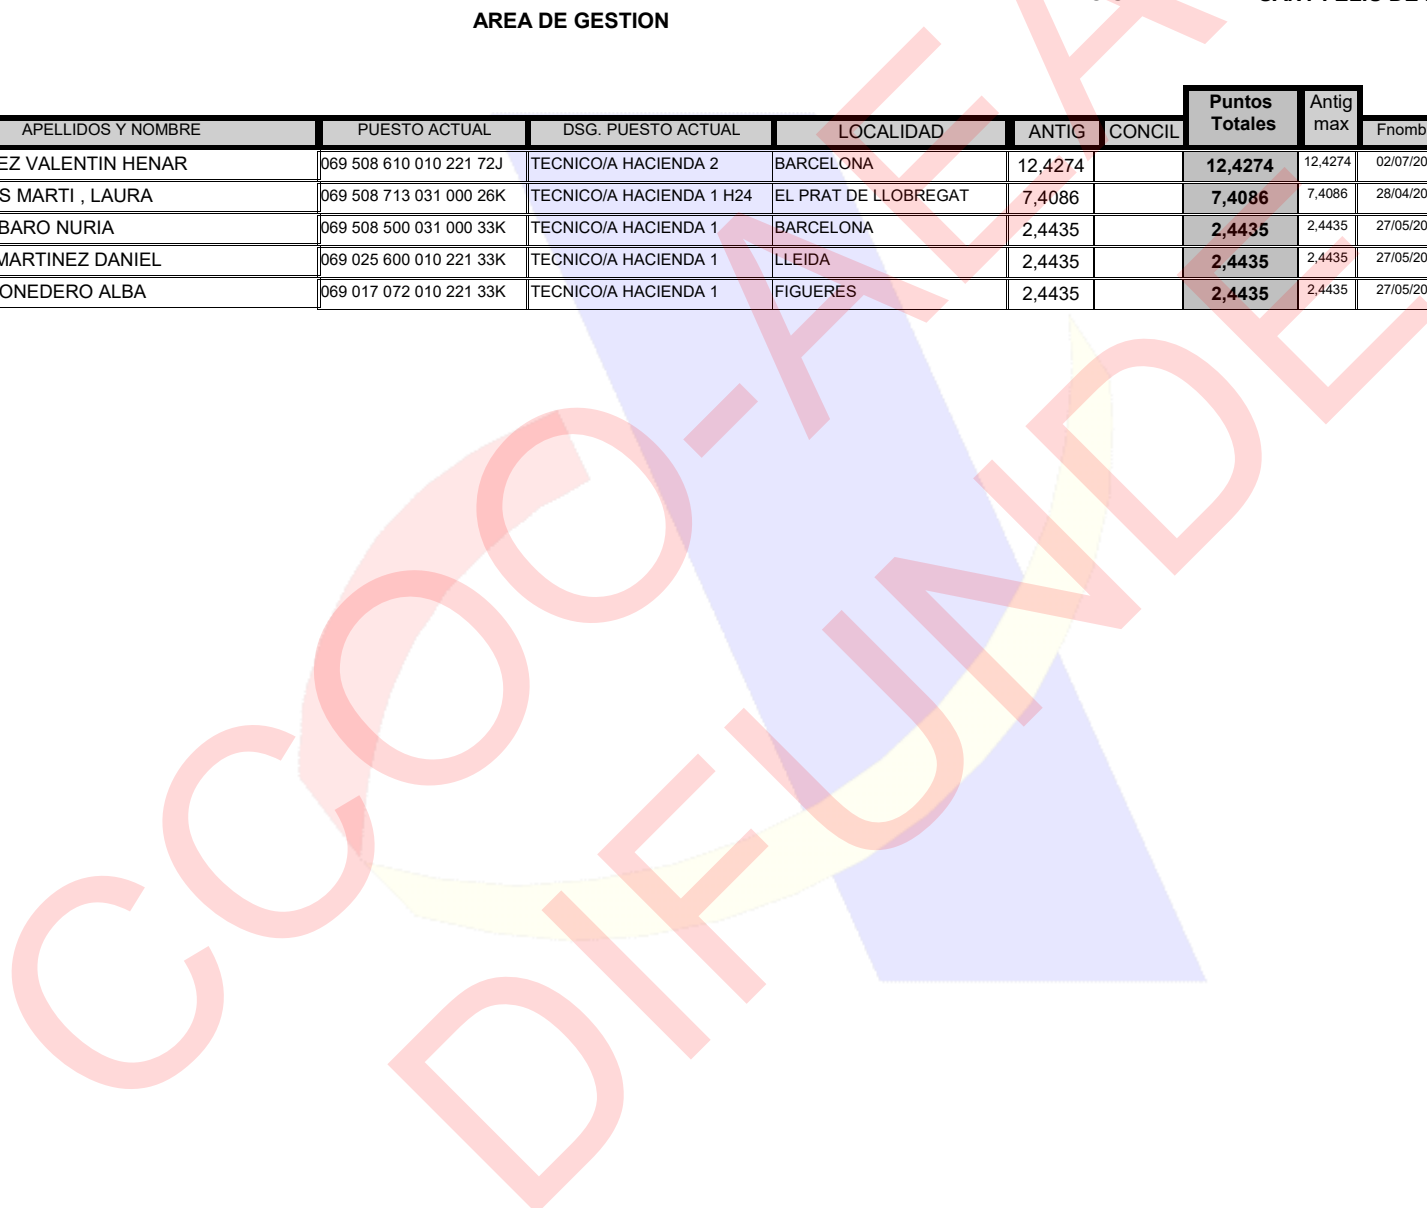 AREA DE GESTION
Puntos Totales Antig max
APELLIDOS Y NOMBRE PUESTO ACTUAL DSG. PUESTO ACTUAL LOCALIDAD ANTIG CONCIL Fnomb
EZ VALENTIN HENAR 069 508 610 010 221 72J TECNICO/A HACIENDA 2 BARCELONA 12,4274 12,4274 12,4274 02/07/20
S MARTI , LAURA 069 508 713 031 000 26K TECNICO/A HACIENDA 1 H24 EL PRAT DE LLOBREGAT 7,4086 7,4086 7,4086 28/04/20
BARO NURIA 069 508 500 031 000 33K TECNICO/A HACIENDA 1 BARCELONA 2,4435 2,4435 2,4435 27/05/20
MARTINEZ DANIEL 069 025 600 010 221 33K TECNICO/A HACIENDA 1 LLEIDA 2,4435 2,4435 2,4435 27/05/20
ONEDERO ALBA 069 017 072 010 221 33K TECNICO/A HACIENDA 1 FIGUERES 2,4435 2,4435 2,4435 27/05/20
CCOO-AEA
DIFUNDE